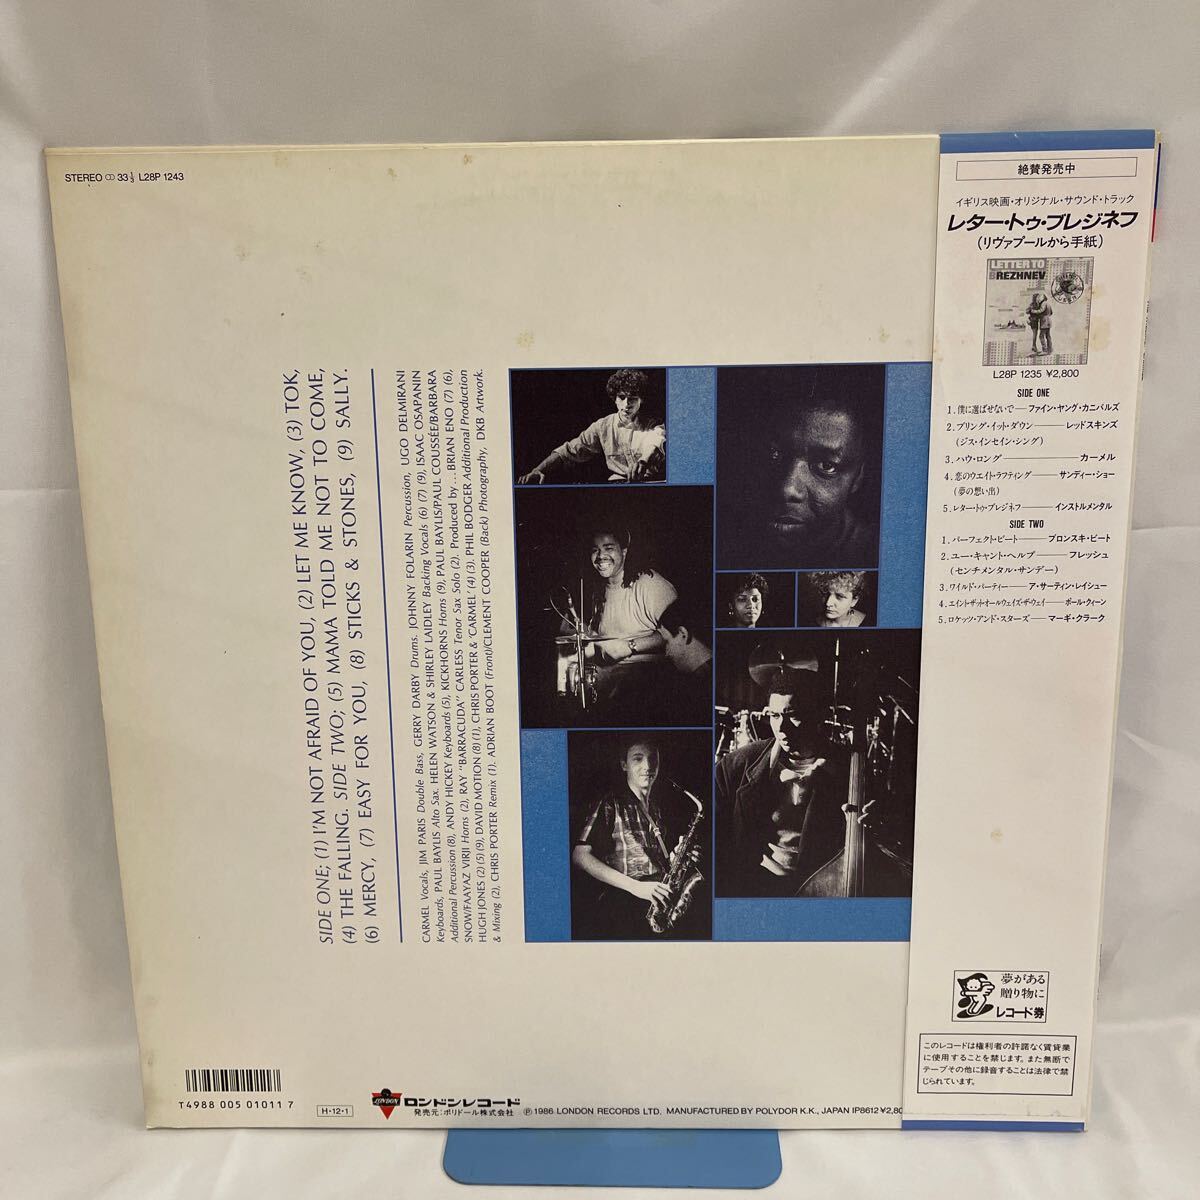 STEREO 33⅓ L28P 1243
SIDE ONE; (1) I'M NOT AFRAID OF YOU, (2) LET ME KNOW, (3) TOK,
(4) THE FALLING. SIDE TWO; (5) MAMA TOLD ME NOT TO COME,
(6) MERCY, (7) EASY FOR YOU, (8) STICKS & STONES, (9) SALLY.
CARMEL Vocals, JIM PARIS Double Bass, GERRY DARBY Drums. JOHNNY FOLARIN Percussion, UGO DELMIRANI
Keyboards, PAUL BAYLIS Alto Sax. HELEN WATSON & SHIRLEY LAIDLEY Backing Vocals (6) (7) (9), ISAAC OSAPANIN
Additional Percussion (8), ANDY HICKEY Keyboards (5), KICKHORNS Horns (9), PAUL BAYLIS/PAUL COUSSÉE/BARBARA
SNOW/FAAYAZ VIRJI Horns (2), RAY "BARRACUDA" CARLESS Tenor Sax Solo (2). Produced by ... BRIAN ENO (7) (6),
HUGH JONES (2) (5) (9), DAVID MOTION (8) (1), CHRIS PORTER & 'CARMEL' (4) (3). PHIL BODGER Additional Production
& Mixing (2), CHRIS PORTER Remix (1). ADRIAN BOOT (Front)/CLEMENT COOPER (Back) Photography, DKB Artwork.
絶賛発売中
イギリス映画・オリジナル・サウンド・トラック
レター・トゥ・ブレジネフ
(リヴァプールから手紙)
LETTER TO
BREZHNEV
L28P 1235 ¥2,800
SIDE ONE
1. 僕に選ばせないで──ファイン・ヤング・カニバルズ
2. ブリング・イット・ダウン──レッドスキンズ
(ジス・インセイン・シング)
3. ハウ・ロング──カーメル
4. 恋のウエイト・ラフティング──サンディー・ショー
(夢の想い出)
5. レター・トゥ・ブレジネフ──インストルメンタル
SIDE TWO
1. パーフェクト・ビート──ブロンスキ・ビート
2. ユー・キャント・ヘルプ──フレッシュ
(センチメンタル・サンデー)
3. ワイルド・パーティー──ア・サーティン・レイシュー
4. エイント・ザット・オールウェイズ・ザ・ウェイ──ポール・クィーン
5. ロケッツ・アンド・スターズ──マーギ・クラーク
夢がある
贈り物に
レコード券
このレコードは権利者の許諾なく賃貸業
に使用することを禁じます。また無断で
テープその他に録音することは法律で禁
じられています。
T4988 005 01011 7
H・12・1
LONDON
ロンドンレコード
発売元:ポリドール株式会社
Ⓟ 1986 LONDON RECORDS LTD. MANUFACTURED BY POLYDOR K.K., JAPAN IP8612 ¥2,80